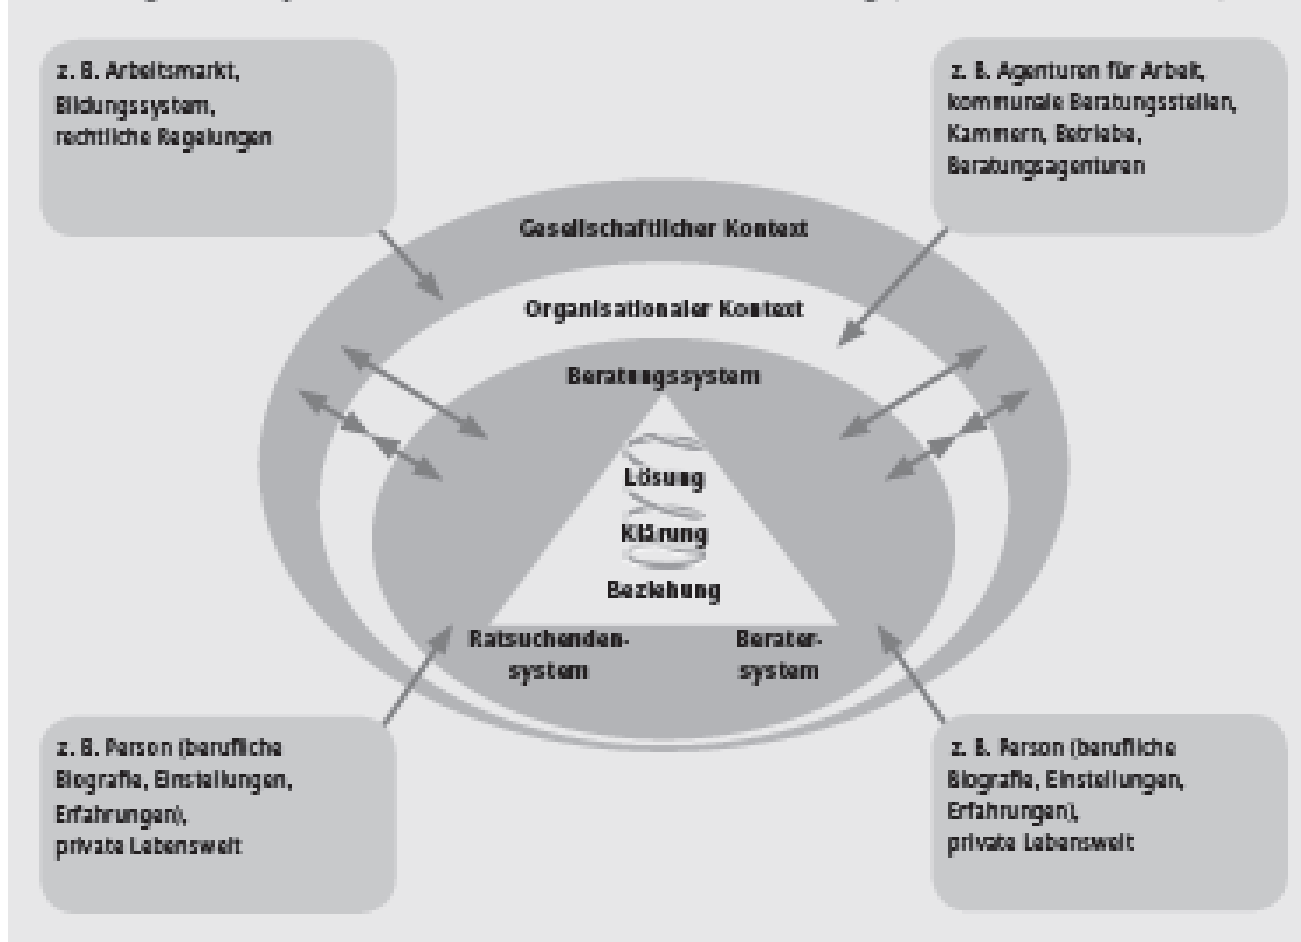 z. B. Arbeitsmarkt,
Bildungssystem,
rechtliche Regelungen
z. B. Agenturen für Arbeit,
kommunale Beratungsstellen,
Kammern, Betriebe,
Beratungsagenturen
Gesellschaftlicher Kontext
Organisationaler Kontext
Beratungssystem
Lösung
Klärung
Beziehung
Ratsuchenden-
system
Berater-
system
z. B. Person (berufliche
Biografie, Einstellungen,
Erfahrungen),
private Lebenswelt
z. B. Person (berufliche
Biografie, Einstellungen,
Erfahrungen),
private Lebenswelt